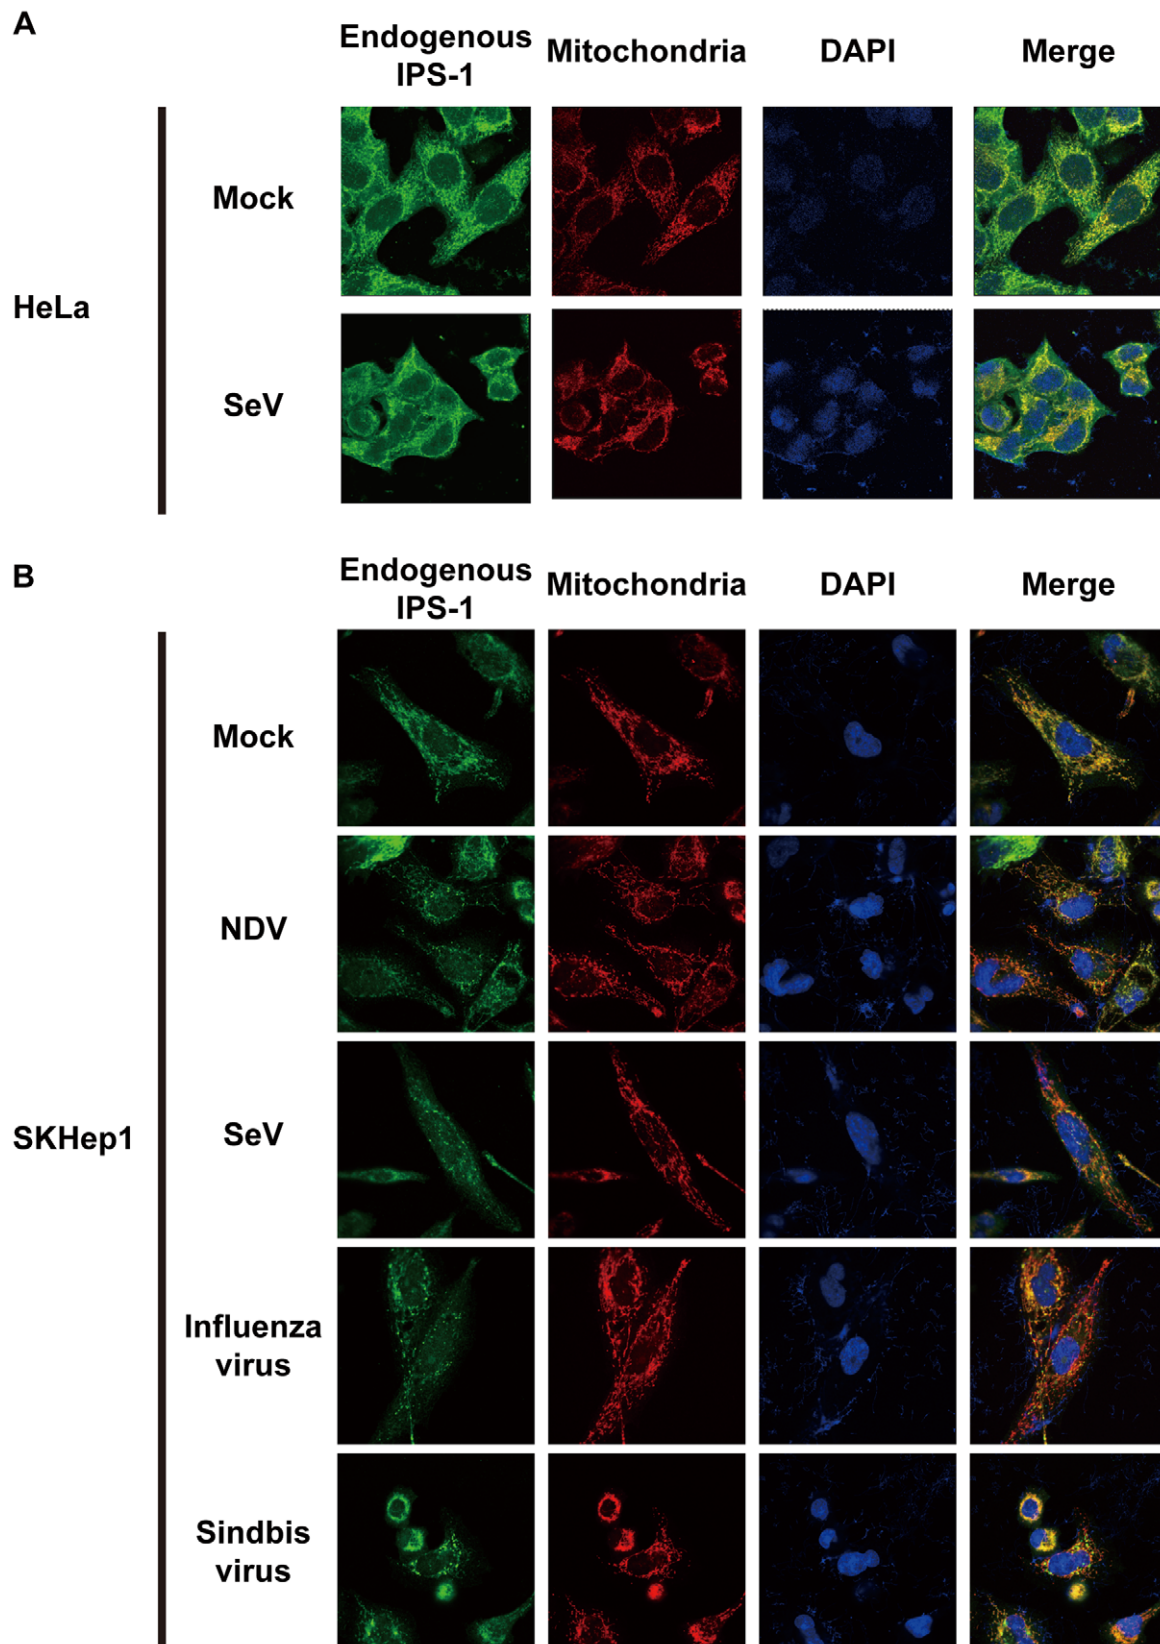 A
Endogenous
IPS-1
Mitochondria
DAPI
Merge
HeLa
Mock
SeV
B
Endogenous
IPS-1
Mitochondria
DAPI
Merge
SKHep1
Mock
NDV
SeV
Influenza
virus
Sindbis
virus